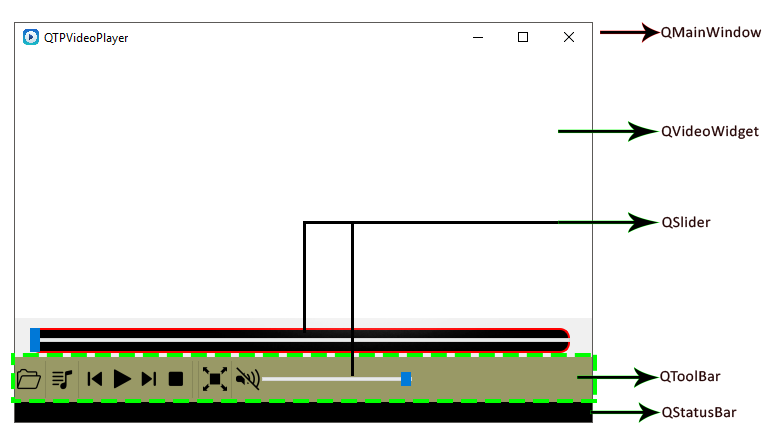 QTPVideoPlayer
QMainWindow
QVideoWidget
QSlider
QToolBar
QStatusBar